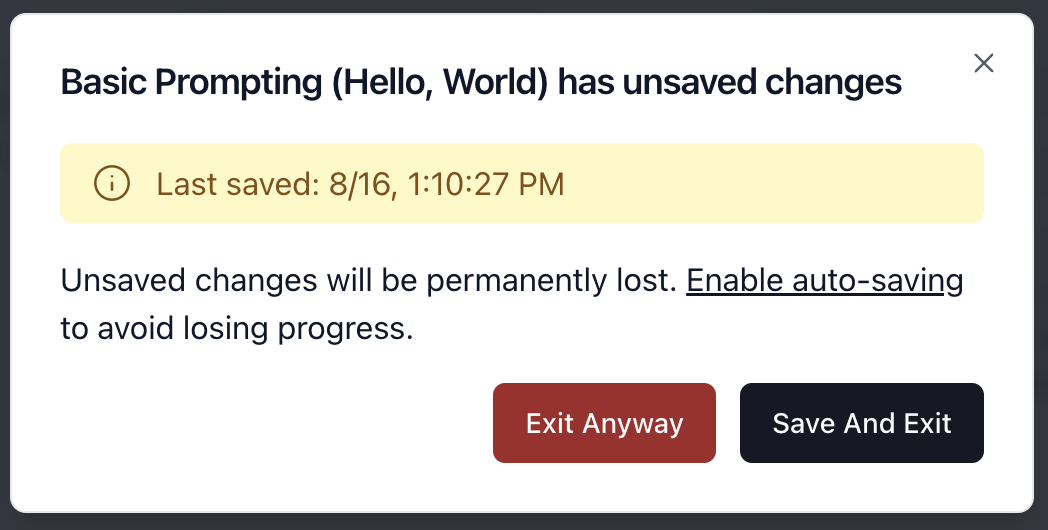 Basic Prompting (Hello, World) has unsaved changes
Last saved: 8/16, 1:10:27 PM
Unsaved changes will be permanently lost. Enable auto-saving
to avoid losing progress.
Exit Anyway
Save And Exit